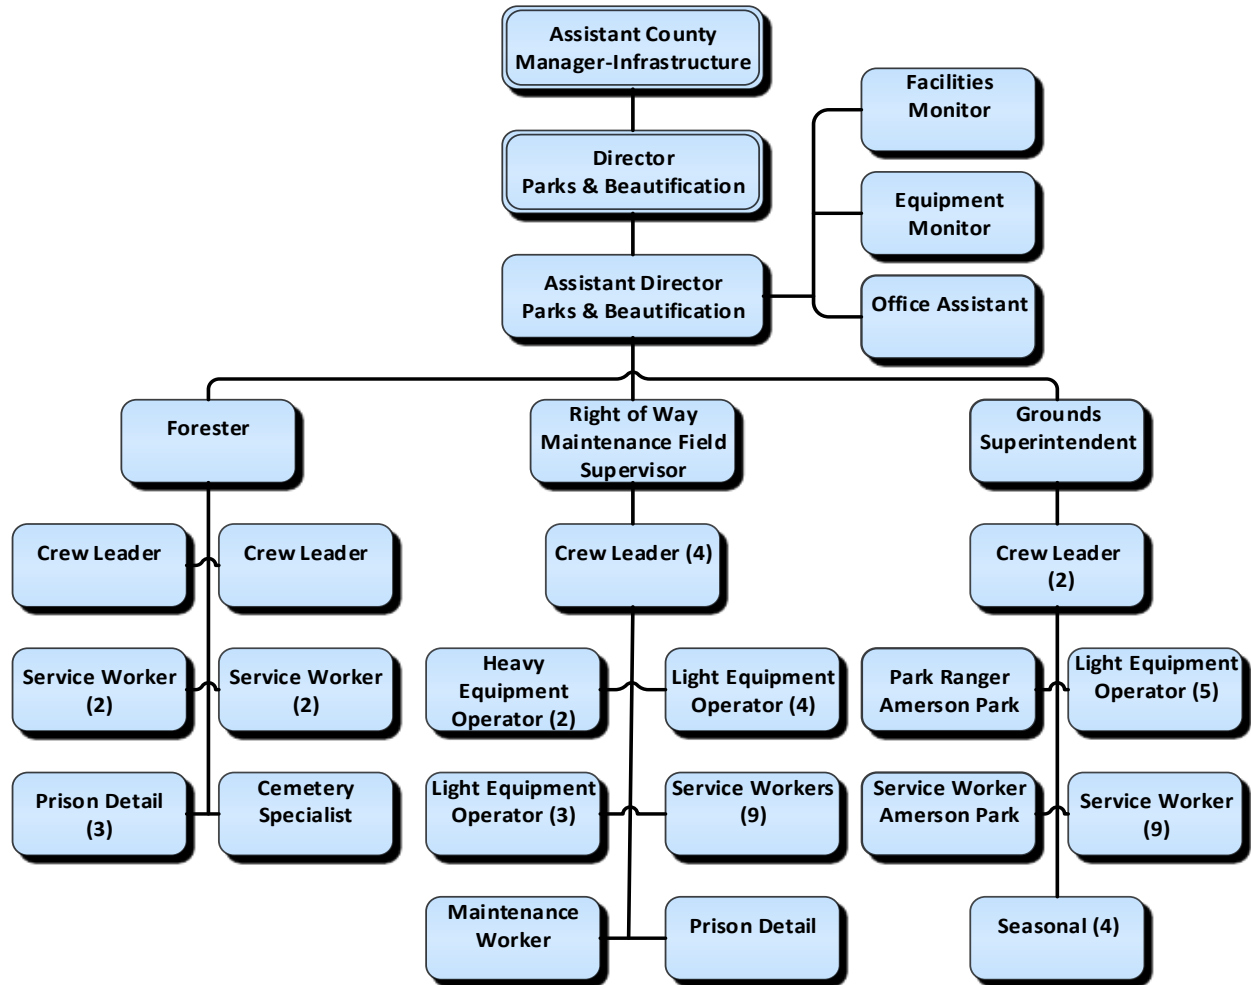 Assistant County
Manager-Infrastructure
Facilities
Monitor
Director
Parks & Beautification
Equipment
Monitor
Assistant Director
Parks & Beautification
Office Assistant
Forester
Right of Way
Maintenance Field
Supervisor
Grounds
Superintendent
Crew Leader
Crew Leader
Crew Leader (4)
Crew Leader
(2)
Service Worker
(2)
Service Worker
(2)
Heavy
Equipment
Operator (2)
Light Equipment
Operator (4)
Park Ranger
Amerson Park
Light Equipment
Operator (5)
Prison Detail
(3)
Cemetery
Specialist
Light Equipment
Operator (3)
Service Workers
(9)
Service Worker
Amerson Park
Service Worker
(9)
Maintenance
Worker
Prison Detail
Seasonal (4)